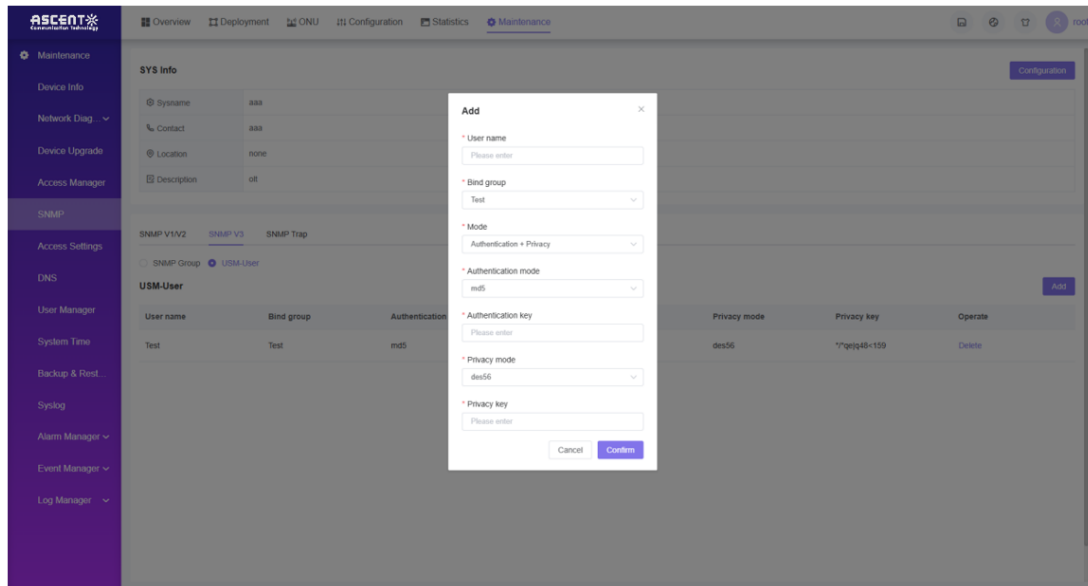 ASCENT
Communication Technology
Overview Deployment ONU Configuration Statistics Maintenance
root
Maintenance
Device Info
Network Diag...
Device Upgrade
Access Manager
SNMP
Access Settings
DNS
User Manager
System Time
Backup & Rest...
Syslog
Alarm Manager
Event Manager
Log Manager
SYS Info
Configuration
Sysname aaa
Contact aaa
Location none
Description olt
SNMP V1/V2 SNMP V3 SNMP Trap
SNMP Group USM-User
USM-User
Add
User name Bind group Authentication Privacy mode Privacy key Operate
Test Test md5 des56 Delete
Add
* User name
Please enter
* Bind group
Test
* Mode
Authentication + Privacy
* Authentication mode
md5
* Authentication key
Please enter
* Privacy mode
des56
* Privacy key
Please enter
Cancel Confirm